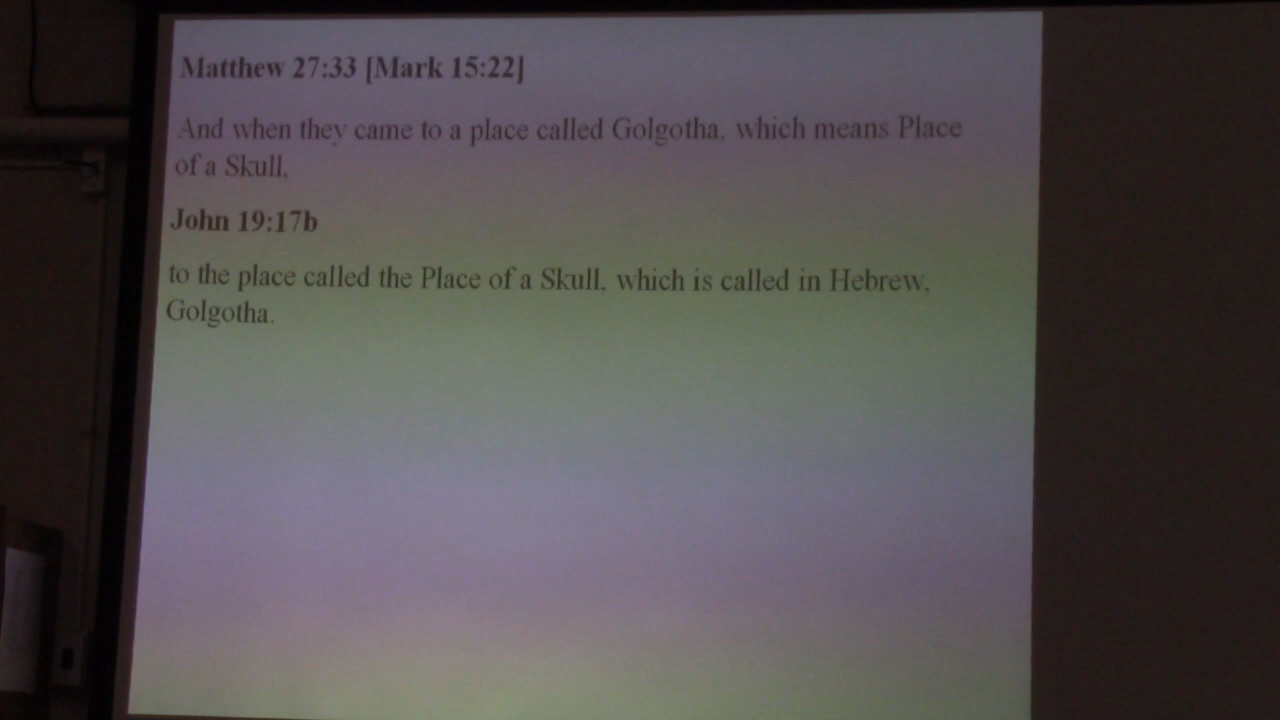 Matthew 27:33 [Mark 15:22]
And when they came to a place called Golgotha, which means Place
of a Skull,
John 19:17b
to the place called the Place of a Skull, which is called in Hebrew,
Golgotha.